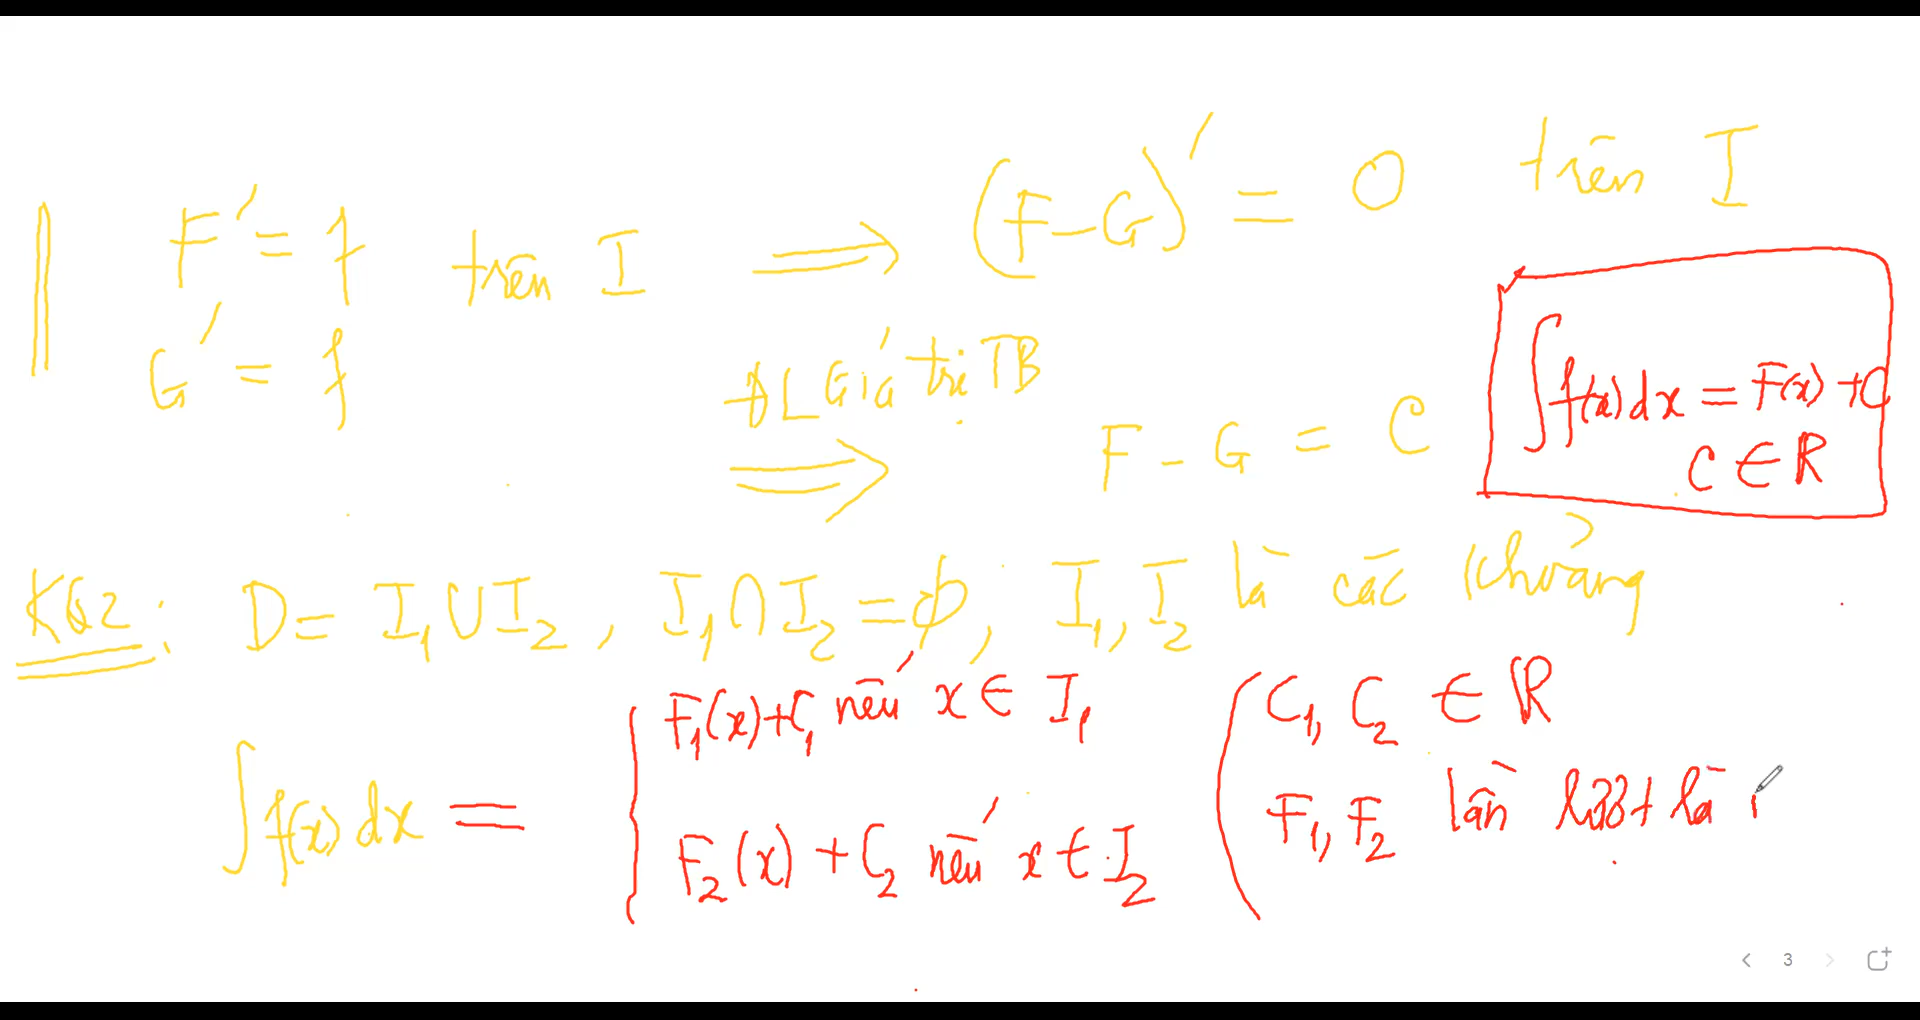 F' = f
G' = f
trên I
⟹ (F - G)' = 0 trên I
ĐL Giá trị TB
⟹ F - G = C
∫ f(x) dx = F(x) + C
C ∈ ℝ
KQ2: D = I₁ ∪ I₂, I₁ ∩ I₂ = ∅, I₁, I₂ là các khoảng
∫ f(x) dx = { F₁(x) + C₁ nếu x ∈ I₁
F₂(x) + C₂ nếu x ∈ I₂
( C₁, C₂ ∈ ℝ
F₁, F₂ lần lượt là
3